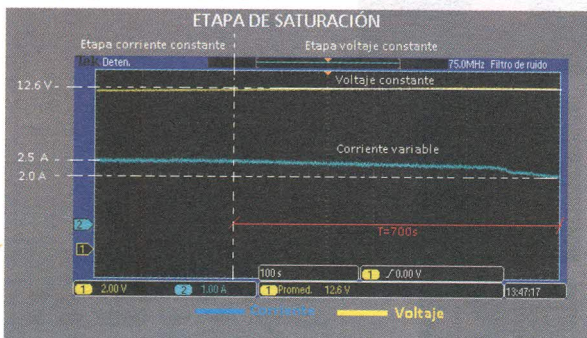 ETAPA DE SATURACIÓN
Etapa corriente constante
Etapa voltaje constante
Tek Deten.
75.0MHz Filtro de ruido
12.6 V
Voltaje constante
2.5 A
Corriente variable
2.0 A
2
T=700s
1
100 s
1 0.00 V
1 2.00 V
2 1.00 A
1 Promed. 12.6 V
13:47:17
Corriente
Voltaje